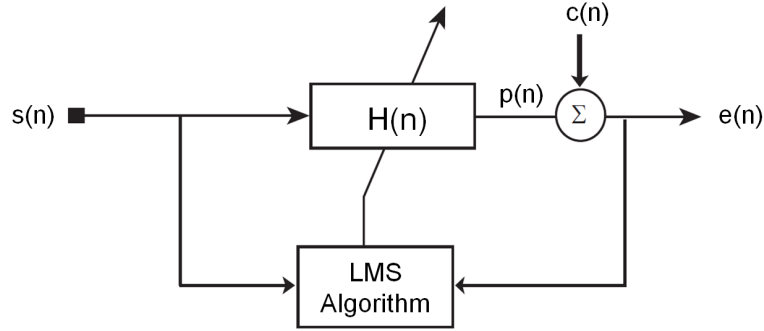 c(n)
s(n)
H(n)
p(n)
Σ
e(n)
LMS
Algorithm